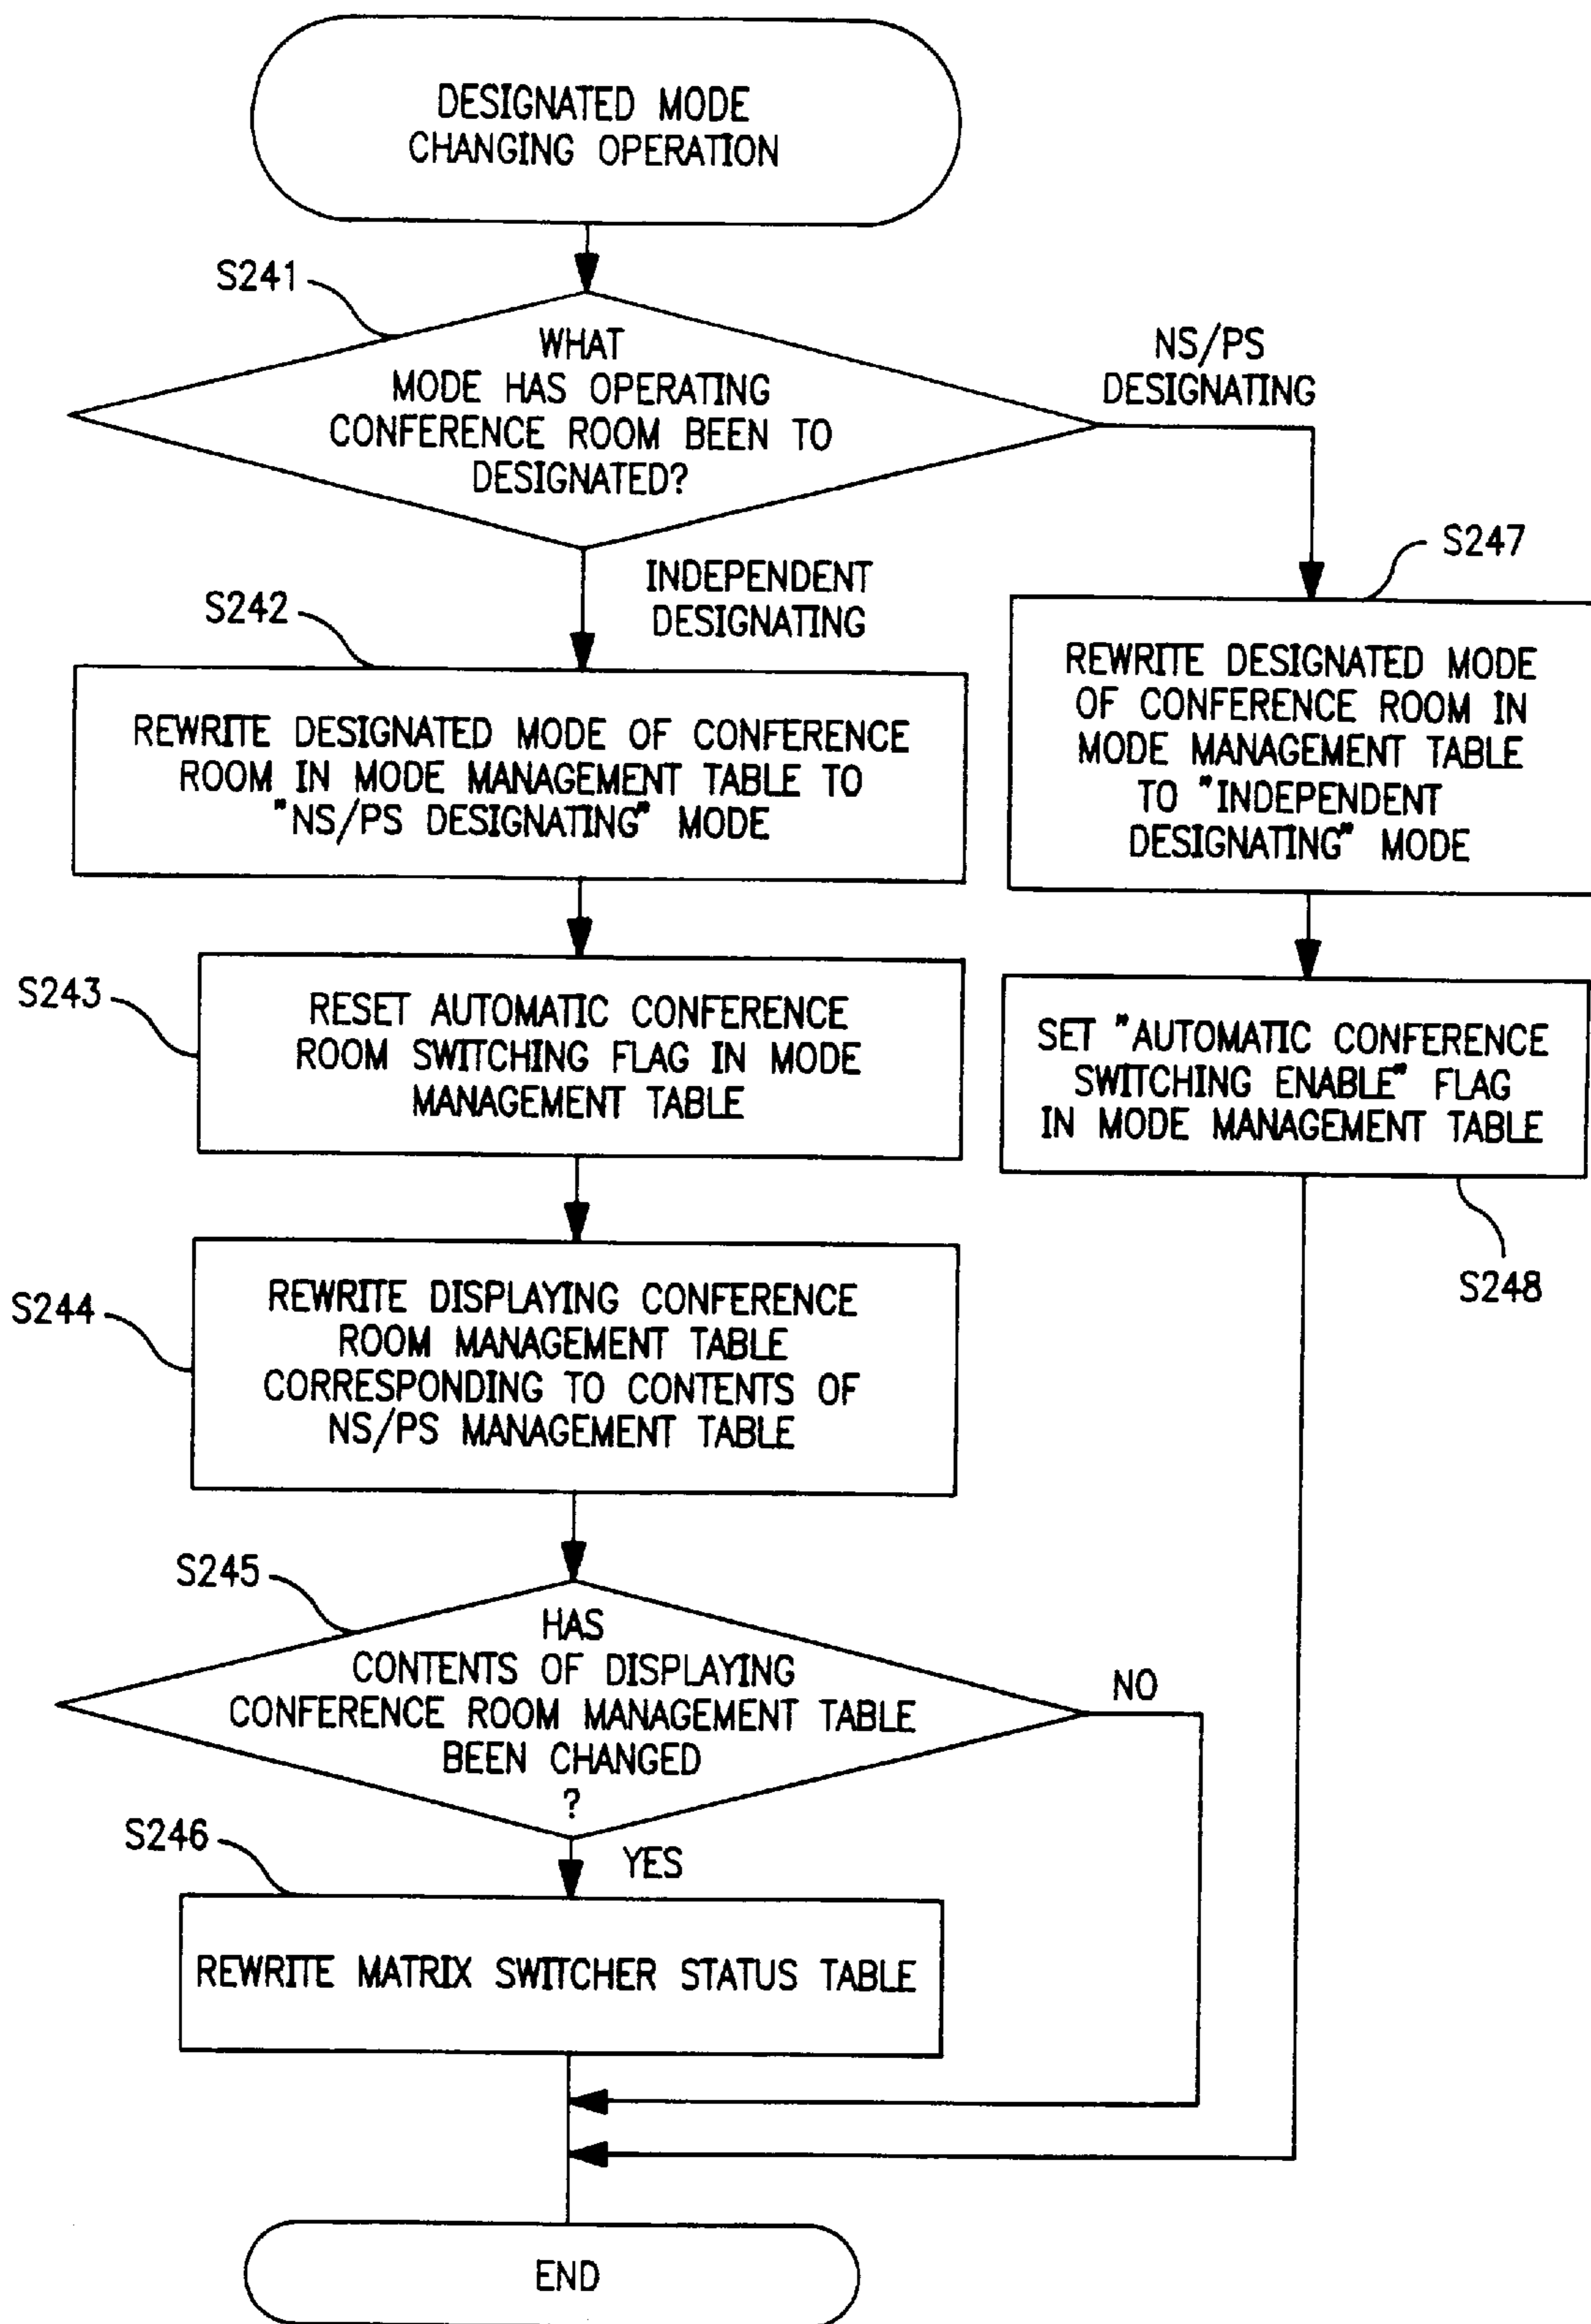 DESIGNATED MODE
CHANGING OPERATION
S241
WHAT
MODE HAS OPERATING
CONFERENCE ROOM BEEN TO
DESIGNATED?
NS/PS
DESIGNATING
INDEPENDENT
DESIGNATING
S242
REWRITE DESIGNATED MODE OF CONFERENCE
ROOM IN MODE MANAGEMENT TABLE TO
"NS/PS DESIGNATING" MODE
S247
REWRITE DESIGNATED MODE
OF CONFERENCE ROOM IN
MODE MANAGEMENT TABLE
TO "INDEPENDENT
DESIGNATING" MODE
S243
RESET AUTOMATIC CONFERENCE
ROOM SWITCHING FLAG IN MODE
MANAGEMENT TABLE
SET "AUTOMATIC CONFERENCE
SWITCHING ENABLE" FLAG
IN MODE MANAGEMENT TABLE
S248
S244
REWRITE DISPLAYING CONFERENCE
ROOM MANAGEMENT TABLE
CORRESPONDING TO CONTENTS OF
NS/PS MANAGEMENT TABLE
S245
HAS
CONTENTS OF DISPLAYING
CONFERENCE ROOM MANAGEMENT TABLE
BEEN CHANGED
?
NO
YES
S246
REWRITE MATRIX SWITCHER STATUS TABLE
END